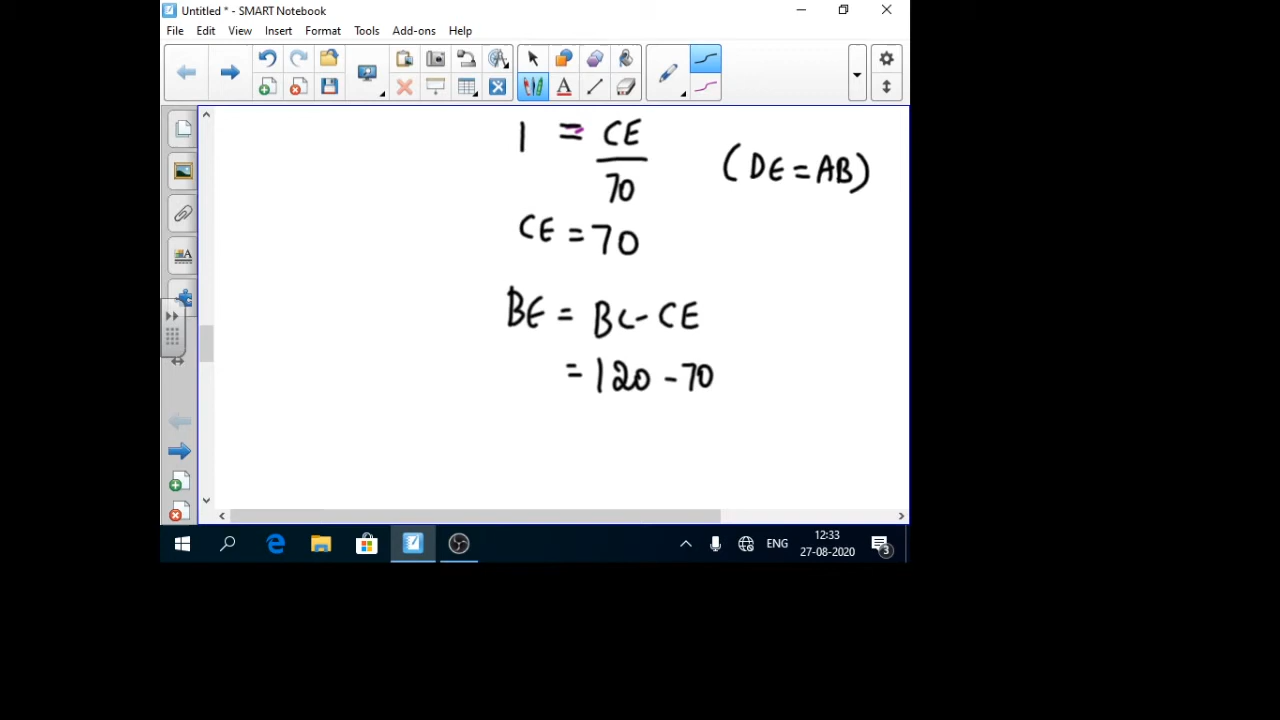 Untitled * - SMART Notebook
File Edit View Insert Format Tools Add-ons Help
1 = CE
70
(DE = AB)
CE = 70
BE = BC - CE
= 120 - 70
ENG
12:33
27-08-2020
3